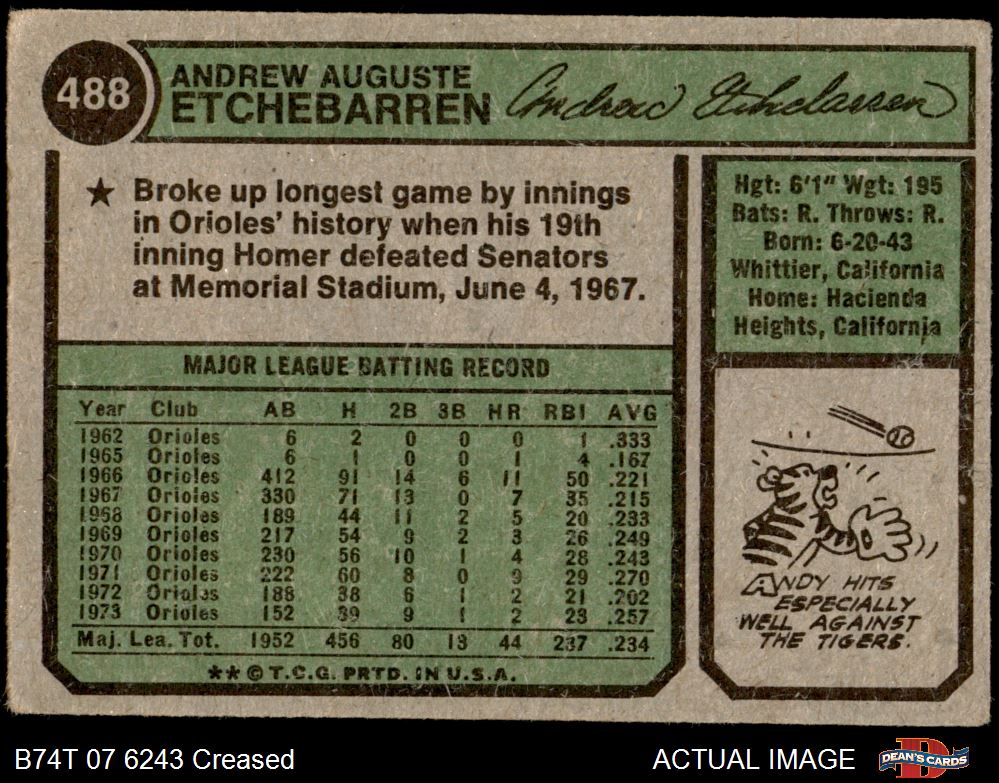 488
ANDREW AUGUSTE
ETCHEBARREN
Andrew Etchebarren
★ Broke up longest game by innings
in Orioles' history when his 19th
inning Homer defeated Senators
at Memorial Stadium, June 4, 1967.
Hgt: 6'1" Wgt: 195
Bats: R. Throws: R.
Born: 6-20-43
Whittier, California
Home: Hacienda
Heights, California
MAJOR LEAGUE BATTING RECORD
Year Club AB H 2B 3B HR RBI AVG
1962 Orioles 6 2 0 0 0 1 .333
1965 Orioles 6 1 0 0 1 4 .167
1966 Orioles 412 91 14 6 11 50 .221
1967 Orioles 330 71 13 0 7 35 .215
1968 Orioles 189 44 11 2 5 20 .233
1969 Orioles 217 54 9 2 3 26 .249
1970 Orioles 230 56 10 1 4 28 .243
1971 Orioles 222 60 8 0 9 29 .270
1972 Orioles 188 38 6 1 2 21 .202
1973 Orioles 152 39 9 1 2 23 .257
Maj. Lea. Tot. 1952 456 80 13 44 237 .234
** © T.C.G. PRTD. IN U.S.A.
ANDY HITS
ESPECIALLY
WELL AGAINST
THE TIGERS.
B74T 07 6243 Creased
ACTUAL IMAGE
D
DEAN'S CARDS